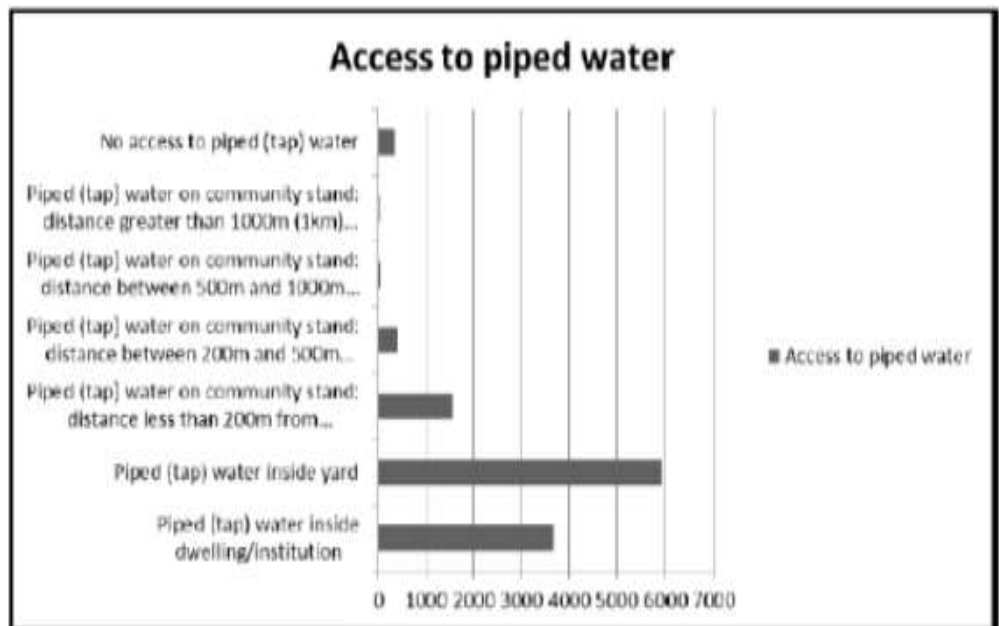 Access to piped water
No access to piped (tap) water
Piped (tap) water on community stand:
distance greater than 1000m (1km)...
Piped (tap) water on community stand:
distance between 500m and 1000m...
Piped (tap) water on community stand:
distance between 200m and 500m...
Piped (tap) water on community stand:
distance less than 200m from...
Piped (tap) water inside yard
Piped (tap) water inside
dwelling/institution
Access to piped water
0 1000 2000 3000 4000 5000 6000 7000